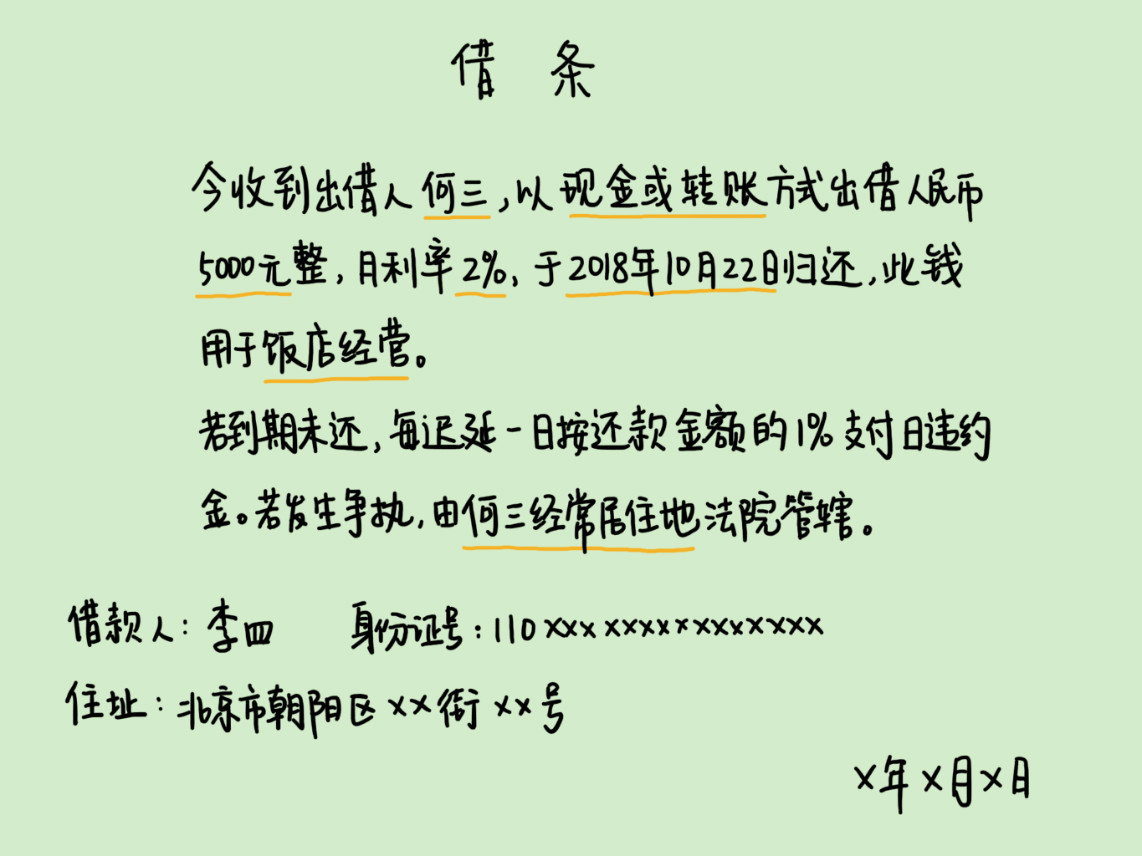 借 条
今收到出借人何三,以现金或转账方式出借人民币
5000元整,月利率2%,于2018年10月22日归还,此钱
用于饭店经营。
若到期未还,每迟延一日按还款金额的1%支付日违约
金。若发生争执,由何三经常居住地法院管辖。
借款人:李四 身份证号:110xxxxxxxxxxxxxxx
住址:北京市朝阳区xx街xx号
x年x月x日